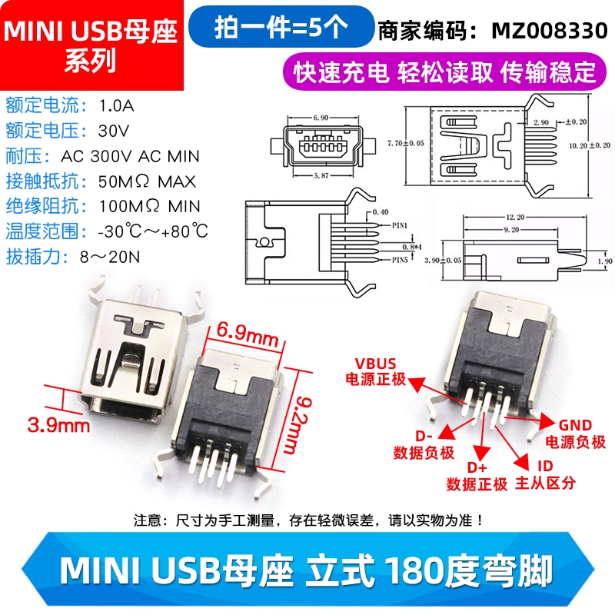 MINI USB母座
系列
拍一件=5个
商家编码：MZ008330
快速充电 轻松读取 传输稳定
额定电流：1.0A
额定电压：30V
耐压：AC 300V AC MIN
接触抵抗：50MΩ MAX
绝缘阻抗：100MΩ MIN
温度范围：-30℃～+80℃
拔插力：8～20N
6.90
5.87
7.70±0.05
2.90
±0.20
10.20±0.20
0.40
PIN1
0.8*4
PIN5
12.20
9.20
3.90±0.05
1.90
6.9mm
3.9mm
9.2mm
VBUS
电源正极
D-
数据负极
D+
数据正极
ID
主从区分
GND
电源负极
注意：尺寸为手工测量，存在轻微误差，请以实物为准！
MINI USB母座 立式 180度弯脚